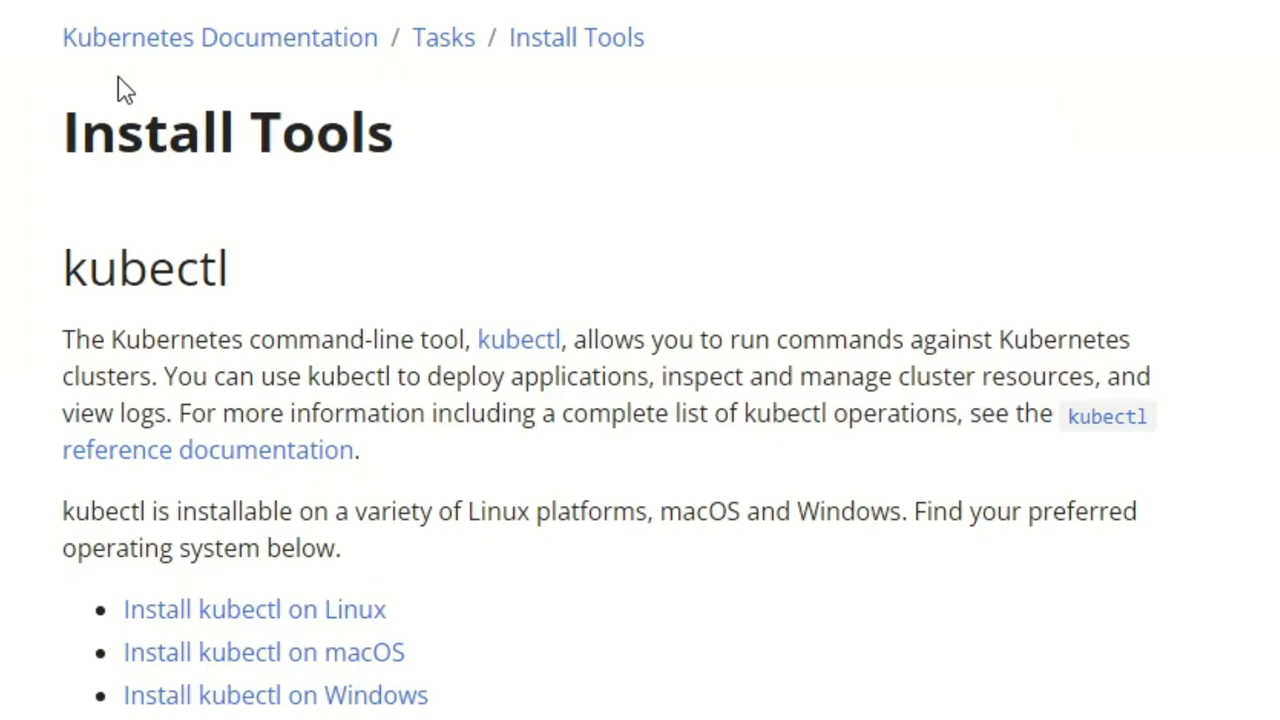 Kubernetes Documentation / Tasks / Install Tools
Install Tools
kubectl
The Kubernetes command-line tool, kubectl, allows you to run commands against Kubernetes
clusters. You can use kubectl to deploy applications, inspect and manage cluster resources, and
view logs. For more information including a complete list of kubectl operations, see the kubectl
reference documentation.
kubectl is installable on a variety of Linux platforms, macOS and Windows. Find your preferred
operating system below.
• Install kubectl on Linux
• Install kubectl on macOS
• Install kubectl on Windows